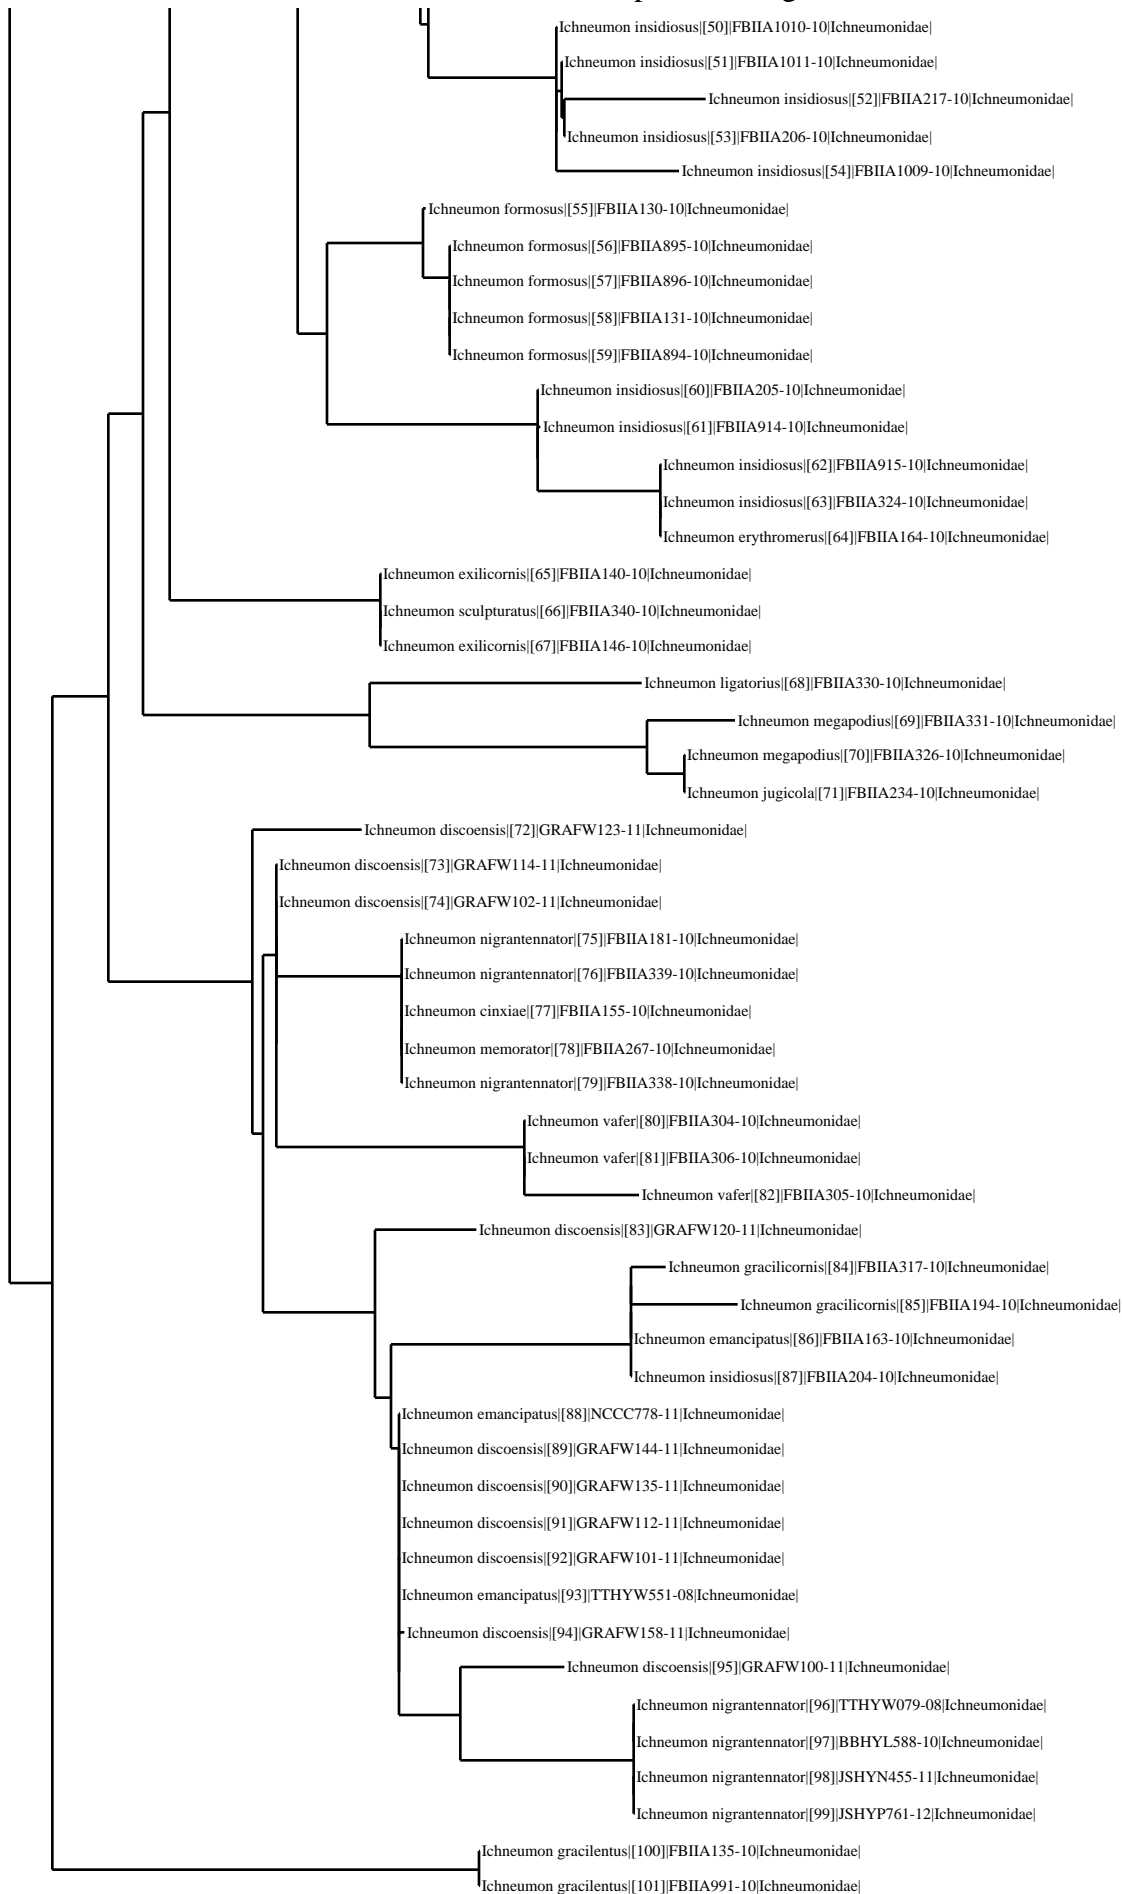 Ichneumon insidiosus|[50]|FBIIA1010-10|Ichneumonidae|
Ichneumon insidiosus|[51]|FBIIA1011-10|Ichneumonidae|
Ichneumon insidiosus|[52]|FBIIA217-10|Ichneumonidae|
Ichneumon insidiosus|[53]|FBIIA206-10|Ichneumonidae|
Ichneumon insidiosus|[54]|FBIIA1009-10|Ichneumonidae|
Ichneumon formosus|[55]|FBIIA130-10|Ichneumonidae|
Ichneumon formosus|[56]|FBIIA895-10|Ichneumonidae|
Ichneumon formosus|[57]|FBIIA896-10|Ichneumonidae|
Ichneumon formosus|[58]|FBIIA131-10|Ichneumonidae|
Ichneumon formosus|[59]|FBIIA894-10|Ichneumonidae|
Ichneumon insidiosus|[60]|FBIIA205-10|Ichneumonidae|
Ichneumon insidiosus|[61]|FBIIA914-10|Ichneumonidae|
Ichneumon insidiosus|[62]|FBIIA915-10|Ichneumonidae|
Ichneumon insidiosus|[63]|FBIIA324-10|Ichneumonidae|
Ichneumon erythromerus|[64]|FBIIA164-10|Ichneumonidae|
Ichneumon exilicornis|[65]|FBIIA140-10|Ichneumonidae|
Ichneumon sculpturatus|[66]|FBIIA340-10|Ichneumonidae|
Ichneumon exilicornis|[67]|FBIIA146-10|Ichneumonidae|
Ichneumon ligatorius|[68]|FBIIA330-10|Ichneumonidae|
Ichneumon megapodius|[69]|FBIIA331-10|Ichneumonidae|
Ichneumon megapodius|[70]|FBIIA326-10|Ichneumonidae|
Ichneumon jugicola|[71]|FBIIA234-10|Ichneumonidae|
Ichneumon discoensis|[72]|GRAFW123-11|Ichneumonidae|
Ichneumon discoensis|[73]|GRAFW114-11|Ichneumonidae|
Ichneumon discoensis|[74]|GRAFW102-11|Ichneumonidae|
Ichneumon nigrantennator|[75]|FBIIA181-10|Ichneumonidae|
Ichneumon nigrantennator|[76]|FBIIA339-10|Ichneumonidae|
Ichneumon cinxiae|[77]|FBIIA155-10|Ichneumonidae|
Ichneumon memorator|[78]|FBIIA267-10|Ichneumonidae|
Ichneumon nigrantennator|[79]|FBIIA338-10|Ichneumonidae|
Ichneumon vafer|[80]|FBIIA304-10|Ichneumonidae|
Ichneumon vafer|[81]|FBIIA306-10|Ichneumonidae|
Ichneumon vafer|[82]|FBIIA305-10|Ichneumonidae|
Ichneumon discoensis|[83]|GRAFW120-11|Ichneumonidae|
Ichneumon gracilicornis|[84]|FBIIA317-10|Ichneumonidae|
Ichneumon gracilicornis|[85]|FBIIA194-10|Ichneumonidae|
Ichneumon emancipatus|[86]|FBIIA163-10|Ichneumonidae|
Ichneumon insidiosus|[87]|FBIIA204-10|Ichneumonidae|
Ichneumon emancipatus|[88]|NCCC778-11|Ichneumonidae|
Ichneumon discoensis|[89]|GRAFW144-11|Ichneumonidae|
Ichneumon discoensis|[90]|GRAFW135-11|Ichneumonidae|
Ichneumon discoensis|[91]|GRAFW112-11|Ichneumonidae|
Ichneumon discoensis|[92]|GRAFW101-11|Ichneumonidae|
Ichneumon emancipatus|[93]|TTHYW551-08|Ichneumonidae|
Ichneumon discoensis|[94]|GRAFW158-11|Ichneumonidae|
Ichneumon discoensis|[95]|GRAFW100-11|Ichneumonidae|
Ichneumon nigrantennator|[96]|TTHYW079-08|Ichneumonidae|
Ichneumon nigrantennator|[97]|BBHYL588-10|Ichneumonidae|
Ichneumon nigrantennator|[98]|JSHYN455-11|Ichneumonidae|
Ichneumon nigrantennator|[99]|JSHYP761-12|Ichneumonidae|
Ichneumon gracilentus|[100]|FBIIA135-10|Ichneumonidae|
Ichneumon gracilentus|[101]|FBIIA991-10|Ichneumonidae|